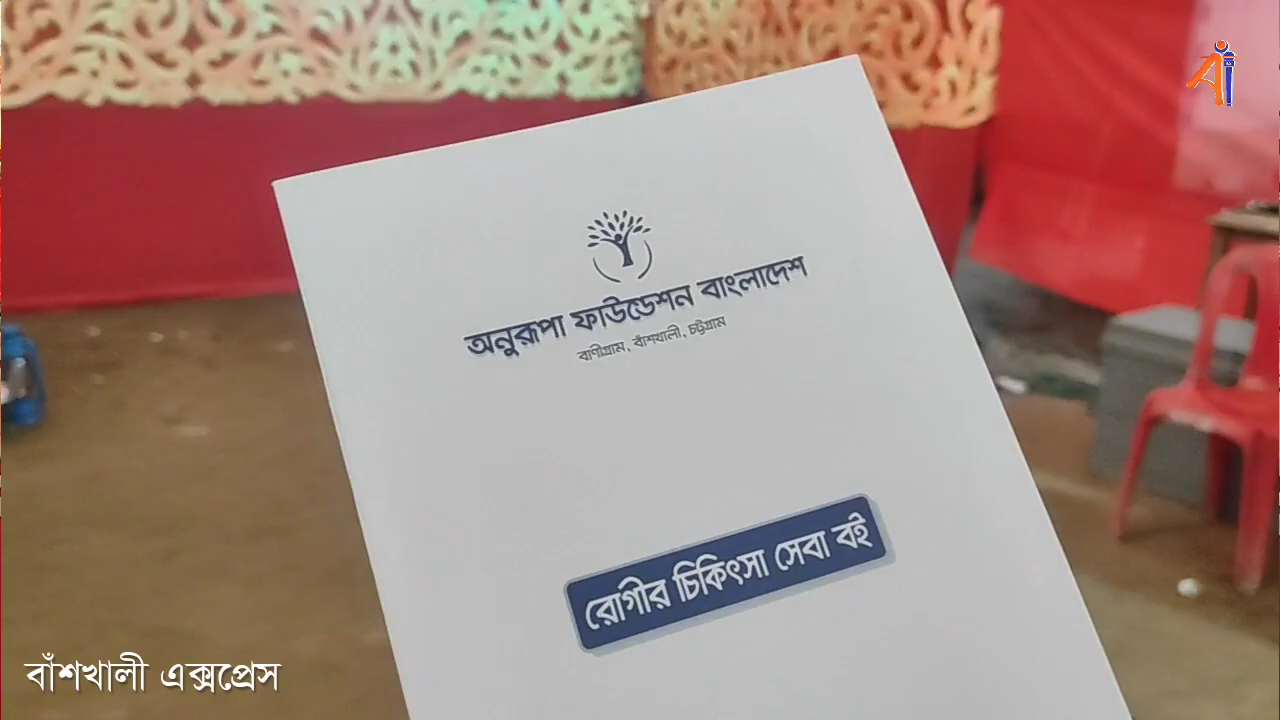 অনুরূপা ফাউন্ডেশন বাংলাদেশ
বাণীগ্রাম, বাঁশখালী, চট্টগ্রাম
রোগীর চিকিৎসা সেবা বই
বাঁশখালী এক্সপ্রেস